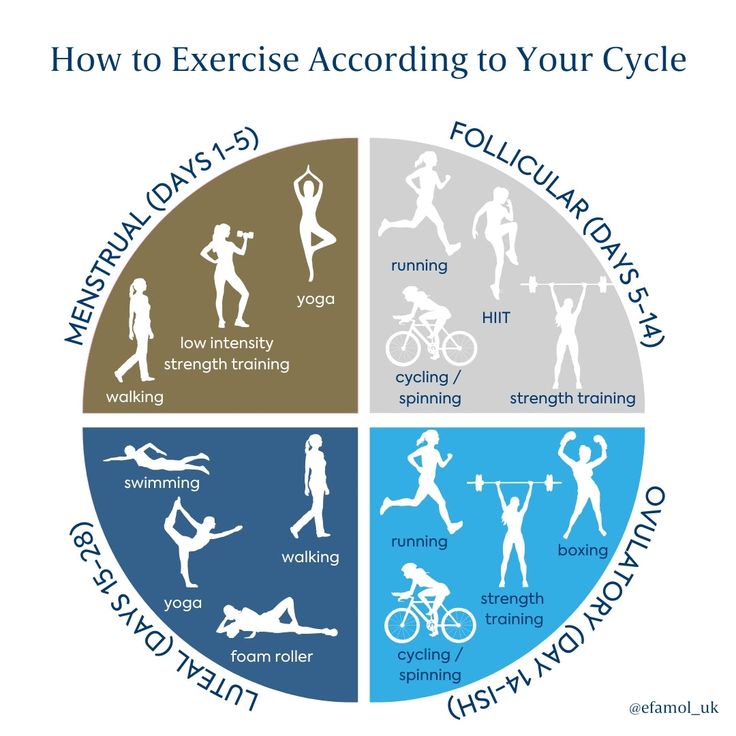 How to Exercise According to Your Cycle
MENSTRUAL (DAYS 1-5)
yoga
low intensity
strength training
walking
FOLLICULAR (DAYS 5-14)
running
HIIT
cycling /
spinning
strength training
LUTEAL (DAYS 15-28)
swimming
walking
yoga
foam roller
OVULATORY (DAY 14-ISH)
running
boxing
strength
training
cycling /
spinning
@efamol_uk